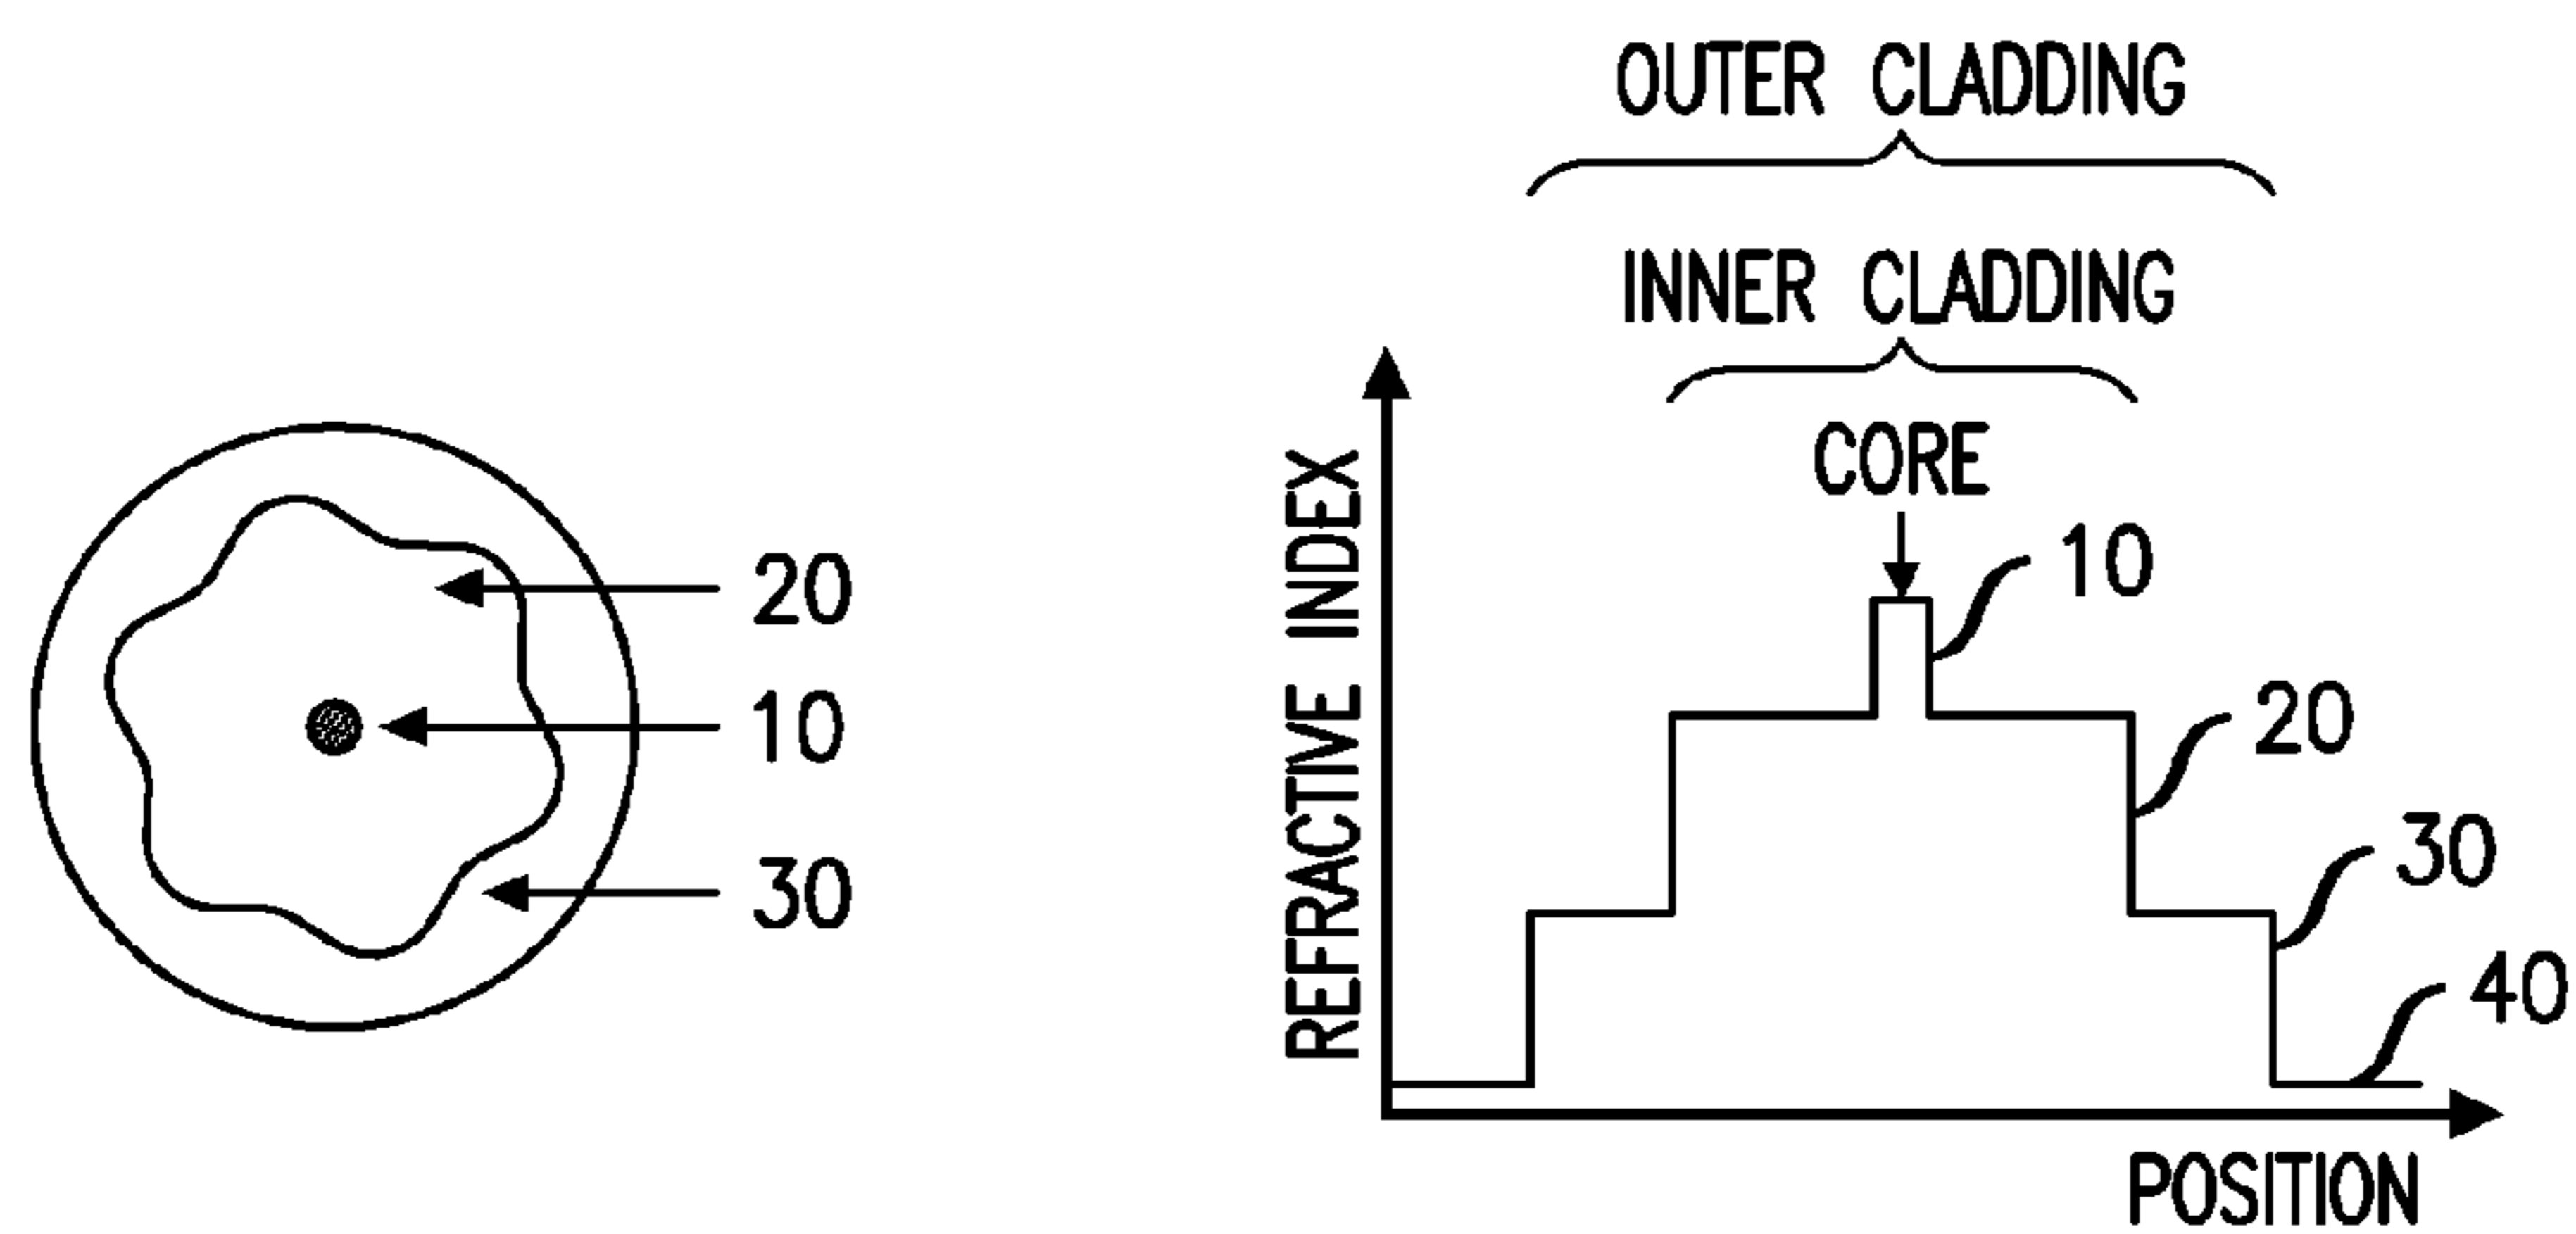 20
10
30
OUTER CLADDING
INNER CLADDING
CORE
10
20
30
40
REFRACTIVE INDEX
POSITION